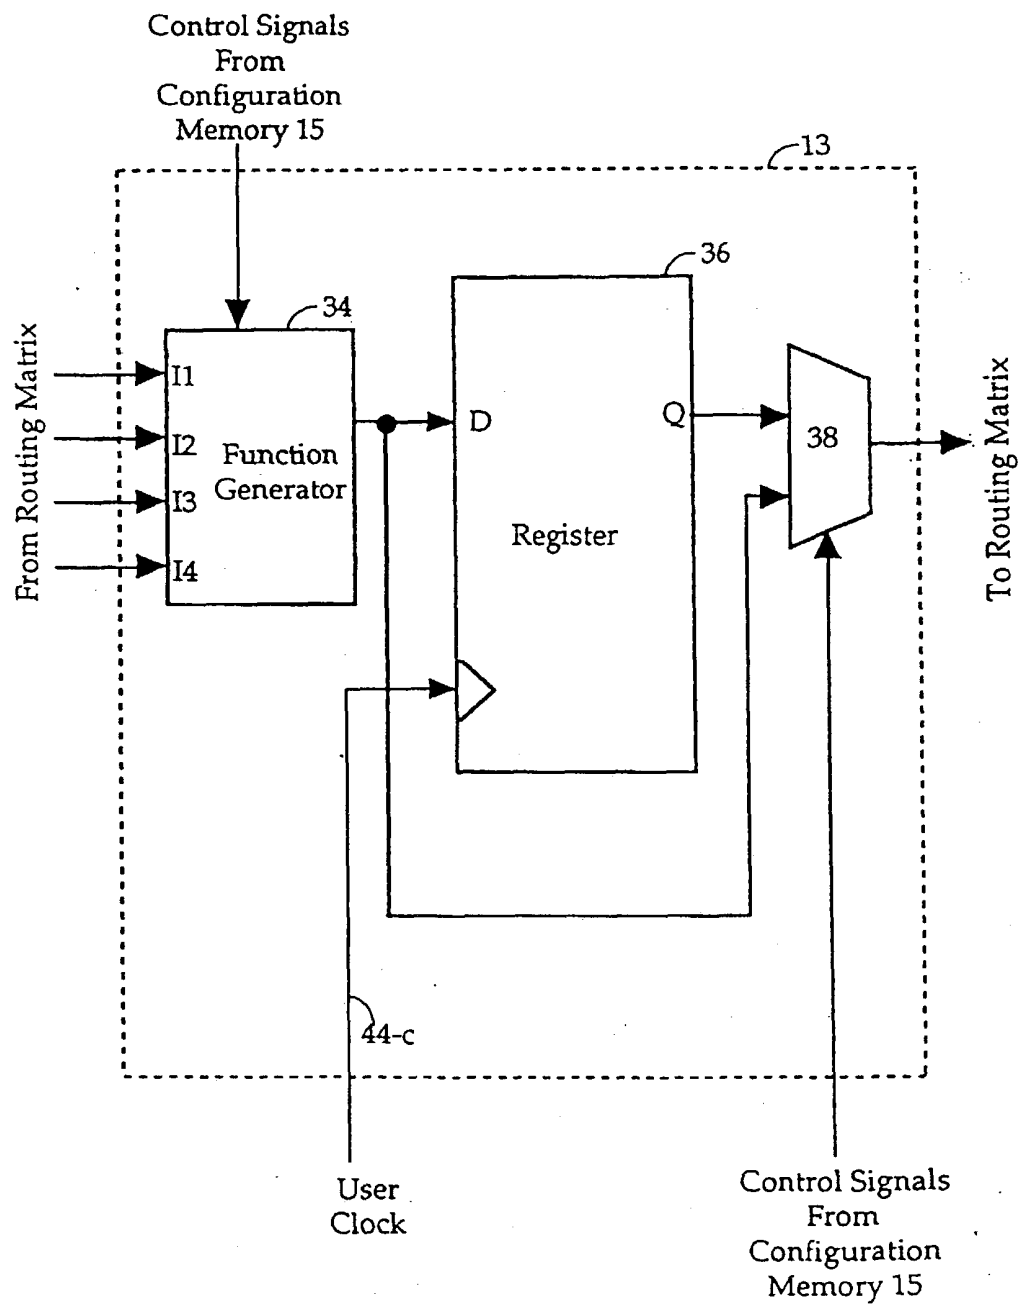 Control Signals
From
Configuration
Memory 15
13
36
34
From Routing Matrix
I1
I2
I3
I4
Function
Generator
D
Q
Register
38
To Routing Matrix
44-c
User
Clock
Control Signals
From
Configuration
Memory 15